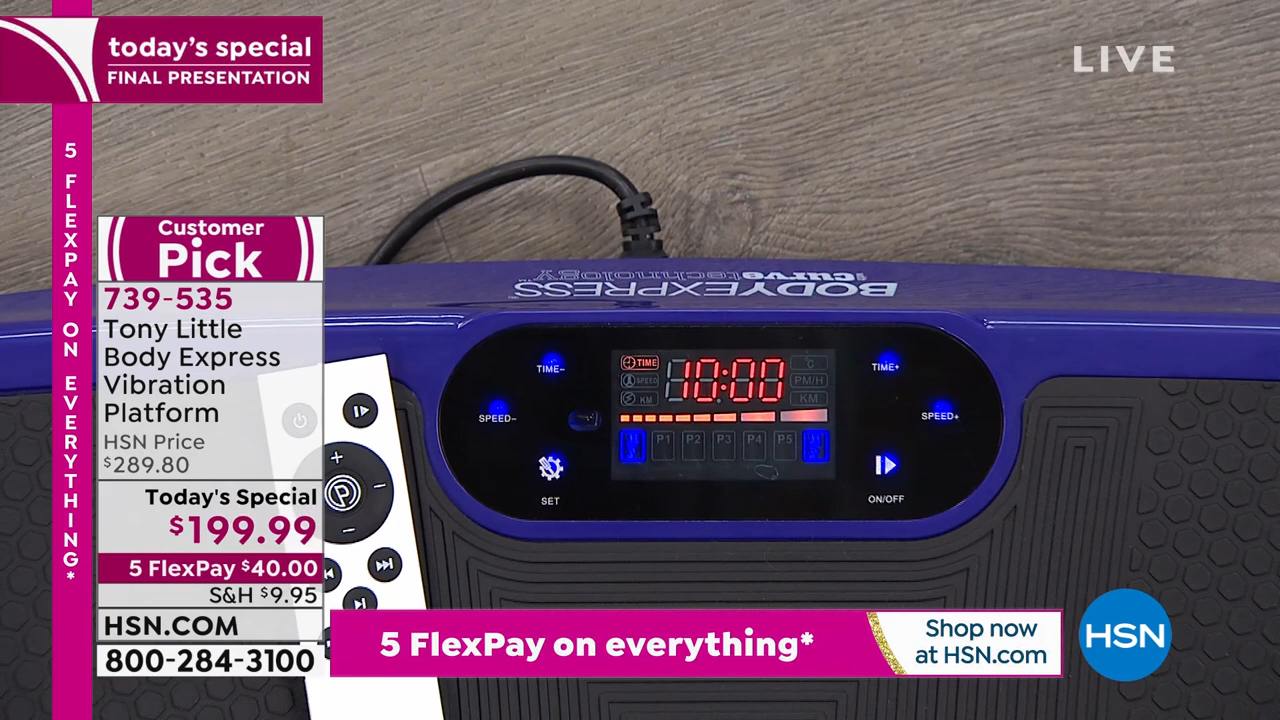 today's special
FINAL PRESENTATION
LIVE
5 FLEXPAY ON EVERYTHING*
Customer
Pick
739-535
Tony Little
Body Express
Vibration
Platform
HSN Price
$289.80
Today's Special
$199.99
5 FlexPay $40.00
S&H $9.95
HSN.COM
800-284-3100
BODYEXPRESS
curve technology
TIME-
SPEED-
SET
TIME
SPEED
KM
10:00
°C
PM/H
KM
P1 P2 P3 P4 P5
TIME+
SPEED+
ON/OFF
+
P
-
-
5 FlexPay on everything*
Shop now
at HSN.com
HSN